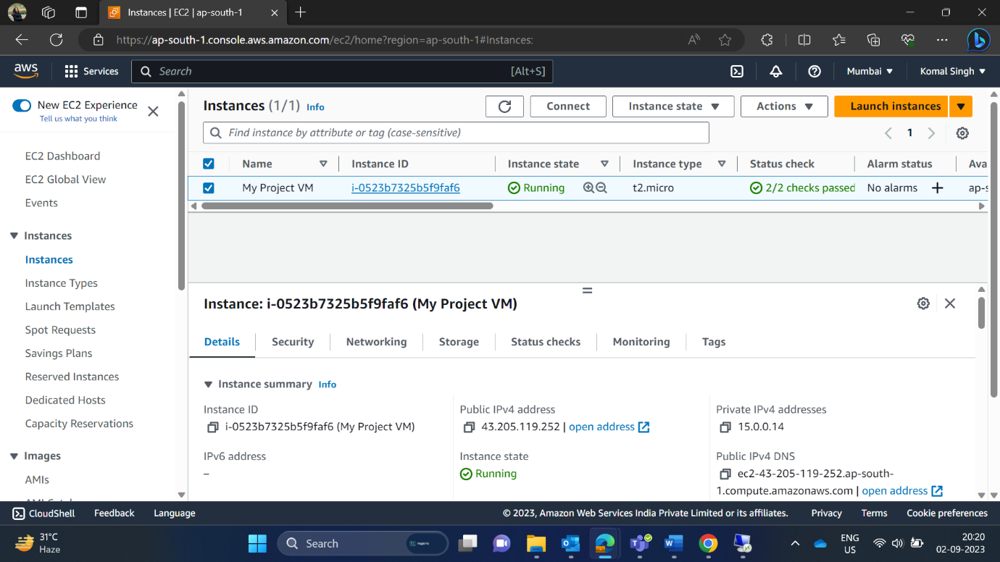 Instances | EC2 | ap-south-1
https://ap-south-1.console.aws.amazon.com/ec2/home?region=ap-south-1#Instances:
aws
Services
Search
[Alt+S]
Mumbai
Komal Singh
New EC2 Experience
Tell us what you think
EC2 Dashboard
EC2 Global View
Events
Instances
Instances
Instance Types
Launch Templates
Spot Requests
Savings Plans
Reserved Instances
Dedicated Hosts
Capacity Reservations
Images
AMIs
Instances (1/1) Info
Connect
Instance state
Actions
Launch instances
Find instance by attribute or tag (case-sensitive)
1
Name Instance ID Instance state Instance type Status check Alarm status Ava
My Project VM i-0523b7325b5f9faf6 Running t2.micro 2/2 checks passed No alarms + ap-s
Instance: i-0523b7325b5f9faf6 (My Project VM)
Details Security Networking Storage Status checks Monitoring Tags
Instance summary Info
Instance ID
i-0523b7325b5f9faf6 (My Project VM)
Public IPv4 address
43.205.119.252 | open address
Private IPv4 addresses
15.0.0.14
IPv6 address
–
Instance state
Running
Public IPv4 DNS
ec2-43-205-119-252.ap-south-
1.compute.amazonaws.com | open address
CloudShell Feedback Language
© 2023, Amazon Web Services India Private Limited or its affiliates. Privacy Terms Cookie preferences
31°C
Haze
Search
ENG
US
20:20
02-09-2023